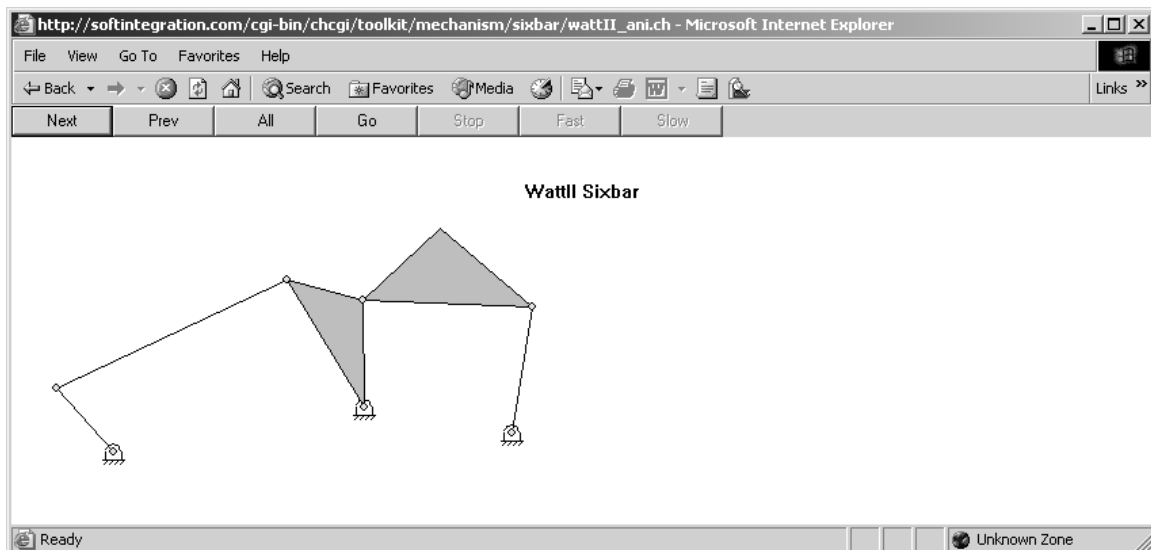 http://softintegration.com/cgi-bin/chcgi/toolkit/mechanism/sixbar/wattII_ani.ch - Microsoft Internet Explorer
File View Go To Favorites Help
Back Search Favorites Media Links »
Next Prev All Go Stop Fast Slow
WattII Sixbar
Ready Unknown Zone